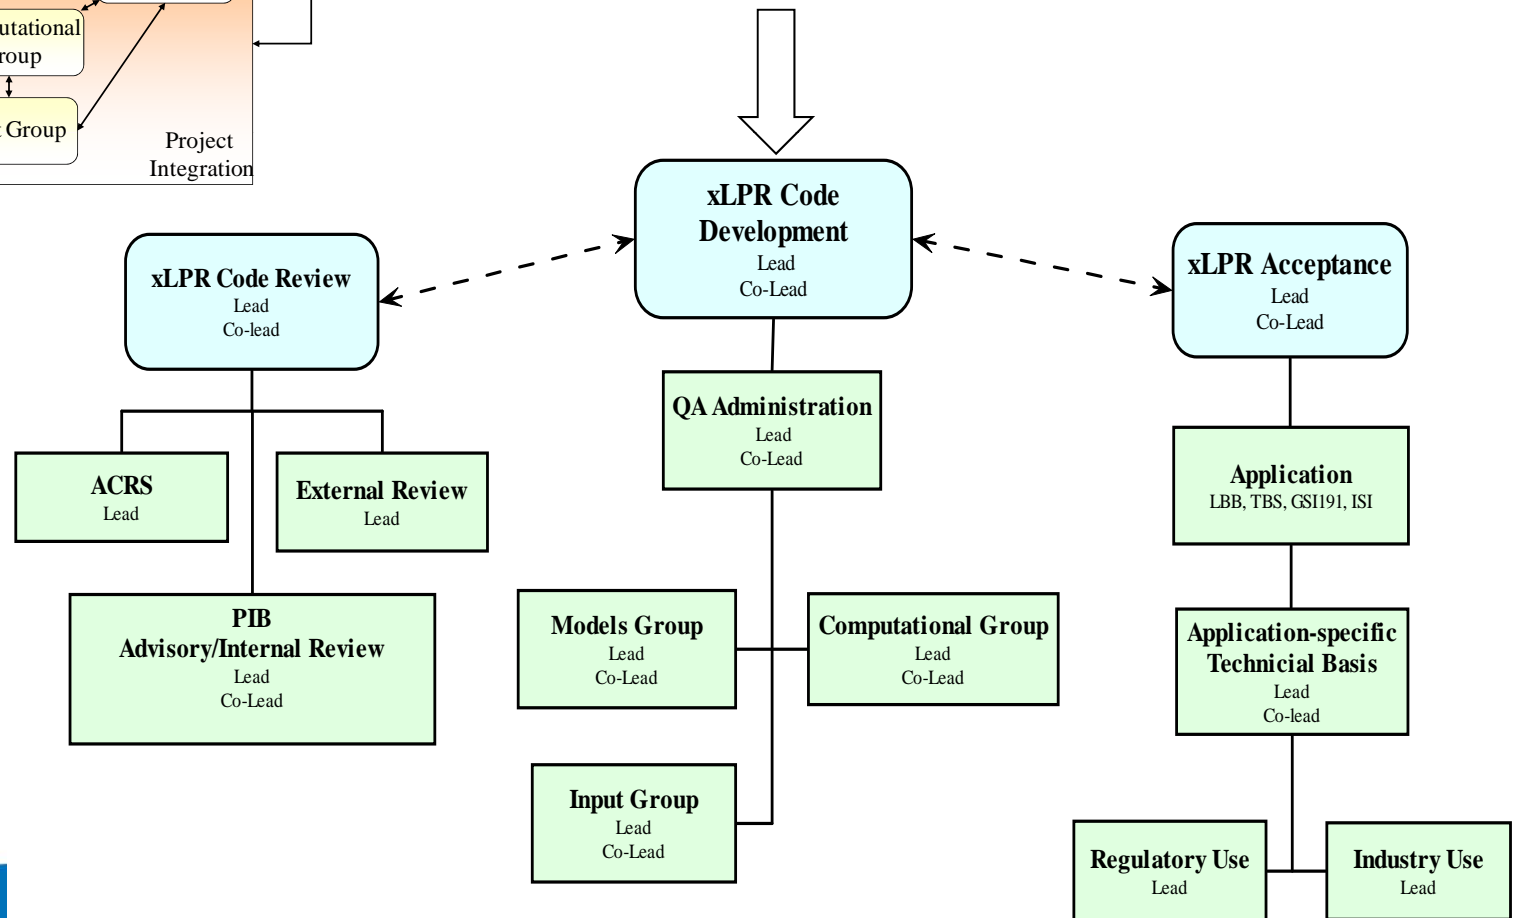 Project
Integration
Group
xLPR Code
Development
Lead
Co-Lead
xLPR Code Review
Lead
Co-lead
xLPR Acceptance
Lead
Co-Lead
QA Administration
Lead
Co-Lead
ACRS
Lead
External Review
Lead
PIB
Advisory/Internal Review
Lead
Co-Lead
Models Group
Lead
Co-Lead
Computational Group
Lead
Co-Lead
Input Group
Lead
Co-Lead
Application
LBB, TBS, GSI191, ISI
Application-specific
Technicial Basis
Lead
Co-lead
Regulatory Use
Lead
Industry Use
Lead